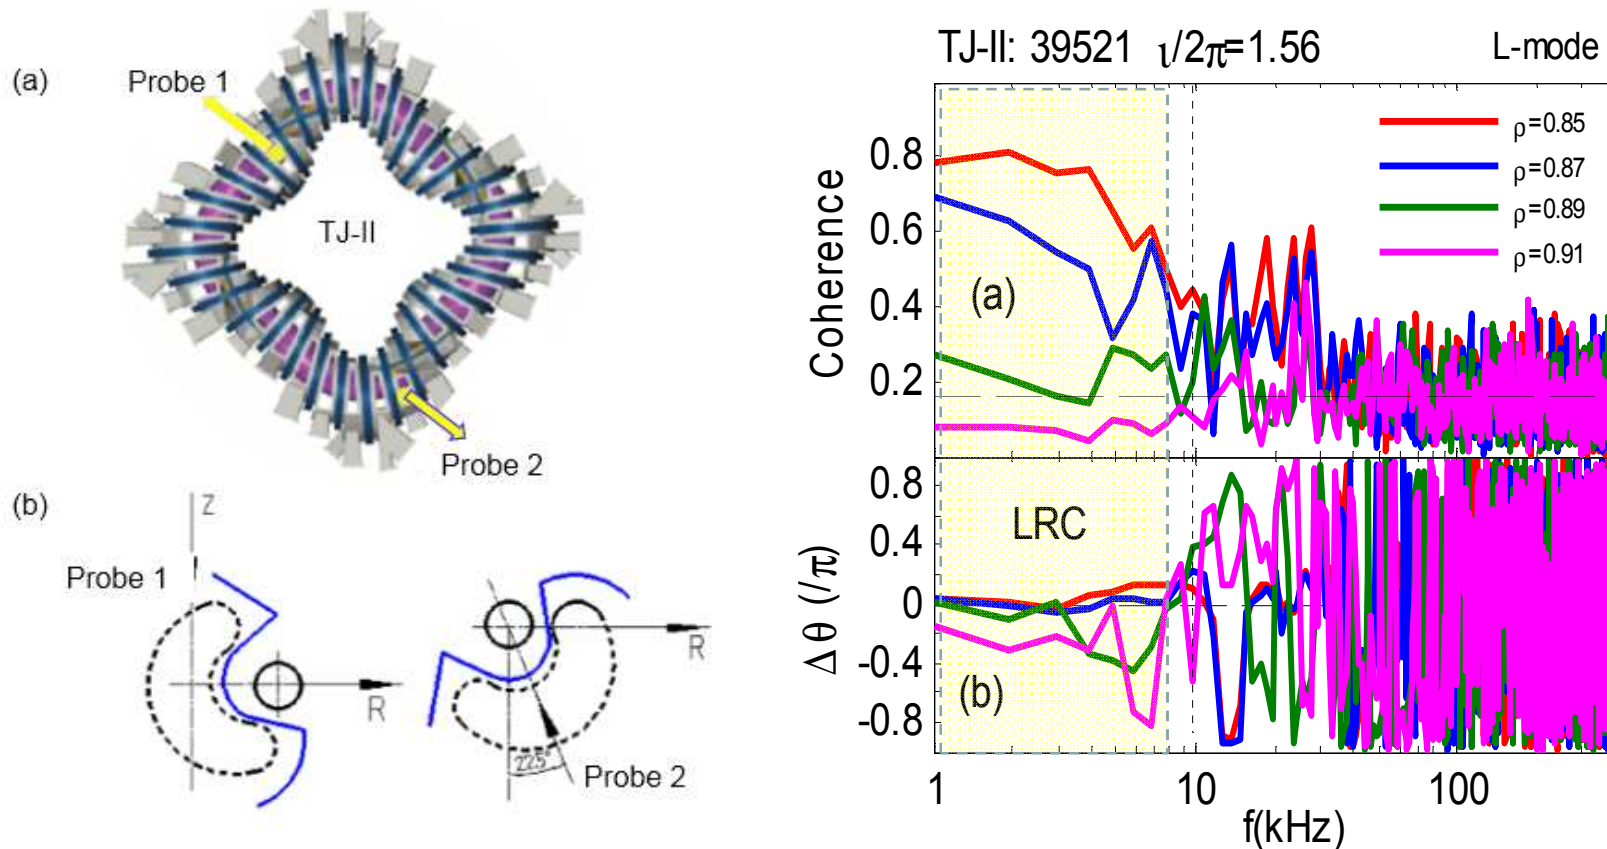 (a)
Probe 1
TJ-II
Probe 2
(b)
Z
Probe 1
R
R
225°
Probe 2
TJ-II: 39521 ι/2π=1.56 L-mode
Coherence
0.8
0.6
0.4
0.2
(a)
ρ=0.85
ρ=0.87
ρ=0.89
ρ=0.91
Δθ (/π)
0.8
0.4
0
-0.4
-0.8
LRC
(b)
1 10 100
f(kHz)